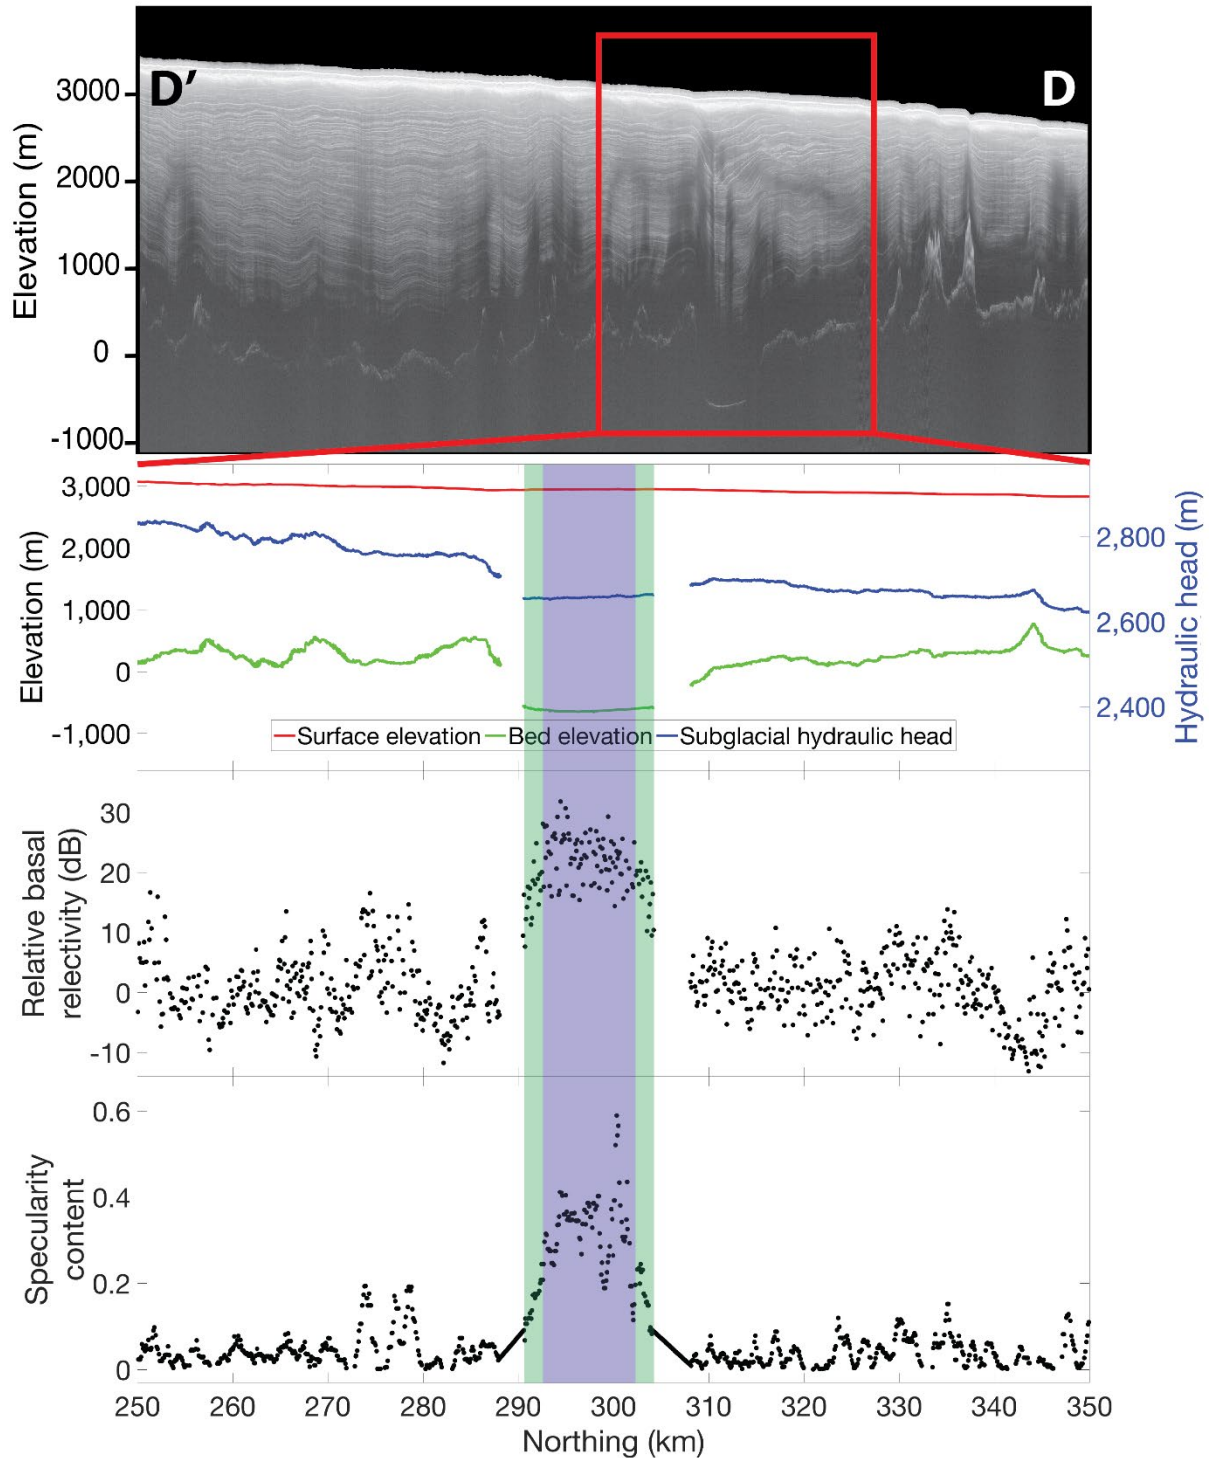 D'
D
3000
2000
1000
0
-1000
Elevation (m)
3,000
2,000
1,000
0
-1,000
Elevation (m)
2,800
2,600
2,400
Hydraulic head (m)
Surface elevation Bed elevation Subglacial hydraulic head
30
20
10
0
-10
Relative basal
relectivity (dB)
0.6
0.4
0.2
0
Specularity
content
250 260 270 280 290 300 310 320 330 340 350
Northing (km)